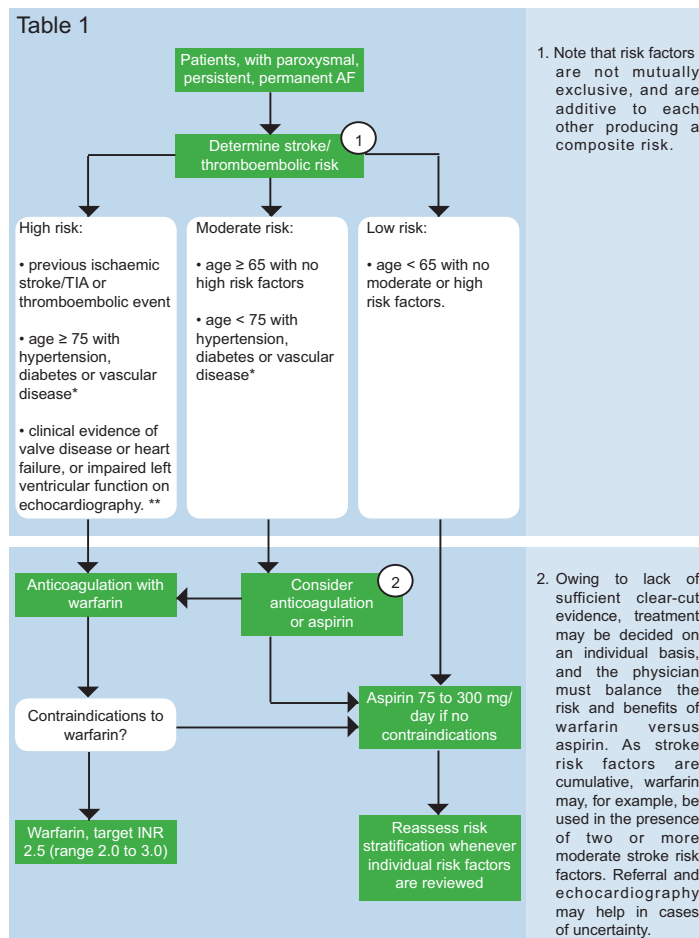 Table 1
Patients, with paroxysmal,
persistent, permanent AF
Determine stroke/
thromboembolic risk
1
High risk:
• previous ischaemic
stroke/TIA or
thromboembolic event
• age ≥ 75 with
hypertension,
diabetes or vascular
disease*
• clinical evidence of
valve disease or heart
failure, or impaired left
ventricular function on
echocardiography. **
Moderate risk:
• age ≥ 65 with no
high risk factors
• age < 75 with
hypertension,
diabetes or vascular
disease*
Low risk:
• age < 65 with no
moderate or high
risk factors.
1. Note that risk factors
are not mutually
exclusive, and are
additive to each
other producing a
composite risk.
Anticoagulation with
warfarin
Consider
anticoagulation
or aspirin
2
Contraindications to
warfarin?
Aspirin 75 to 300 mg/
day if no
contraindications
Warfarin, target INR
2.5 (range 2.0 to 3.0)
Reassess risk
stratification whenever
individual risk factors
are reviewed
2. Owing to lack of
sufficient clear-cut
evidence, treatment
may be decided on
an individual basis,
and the physician
must balance the
risk and benefits of
warfarin versus
aspirin. As stroke
risk factors are
cumulative, warfarin
may, for example, be
used in the presence
of two or more
moderate stroke risk
factors. Referral and
echocardiography
may help in cases
of uncertainty.